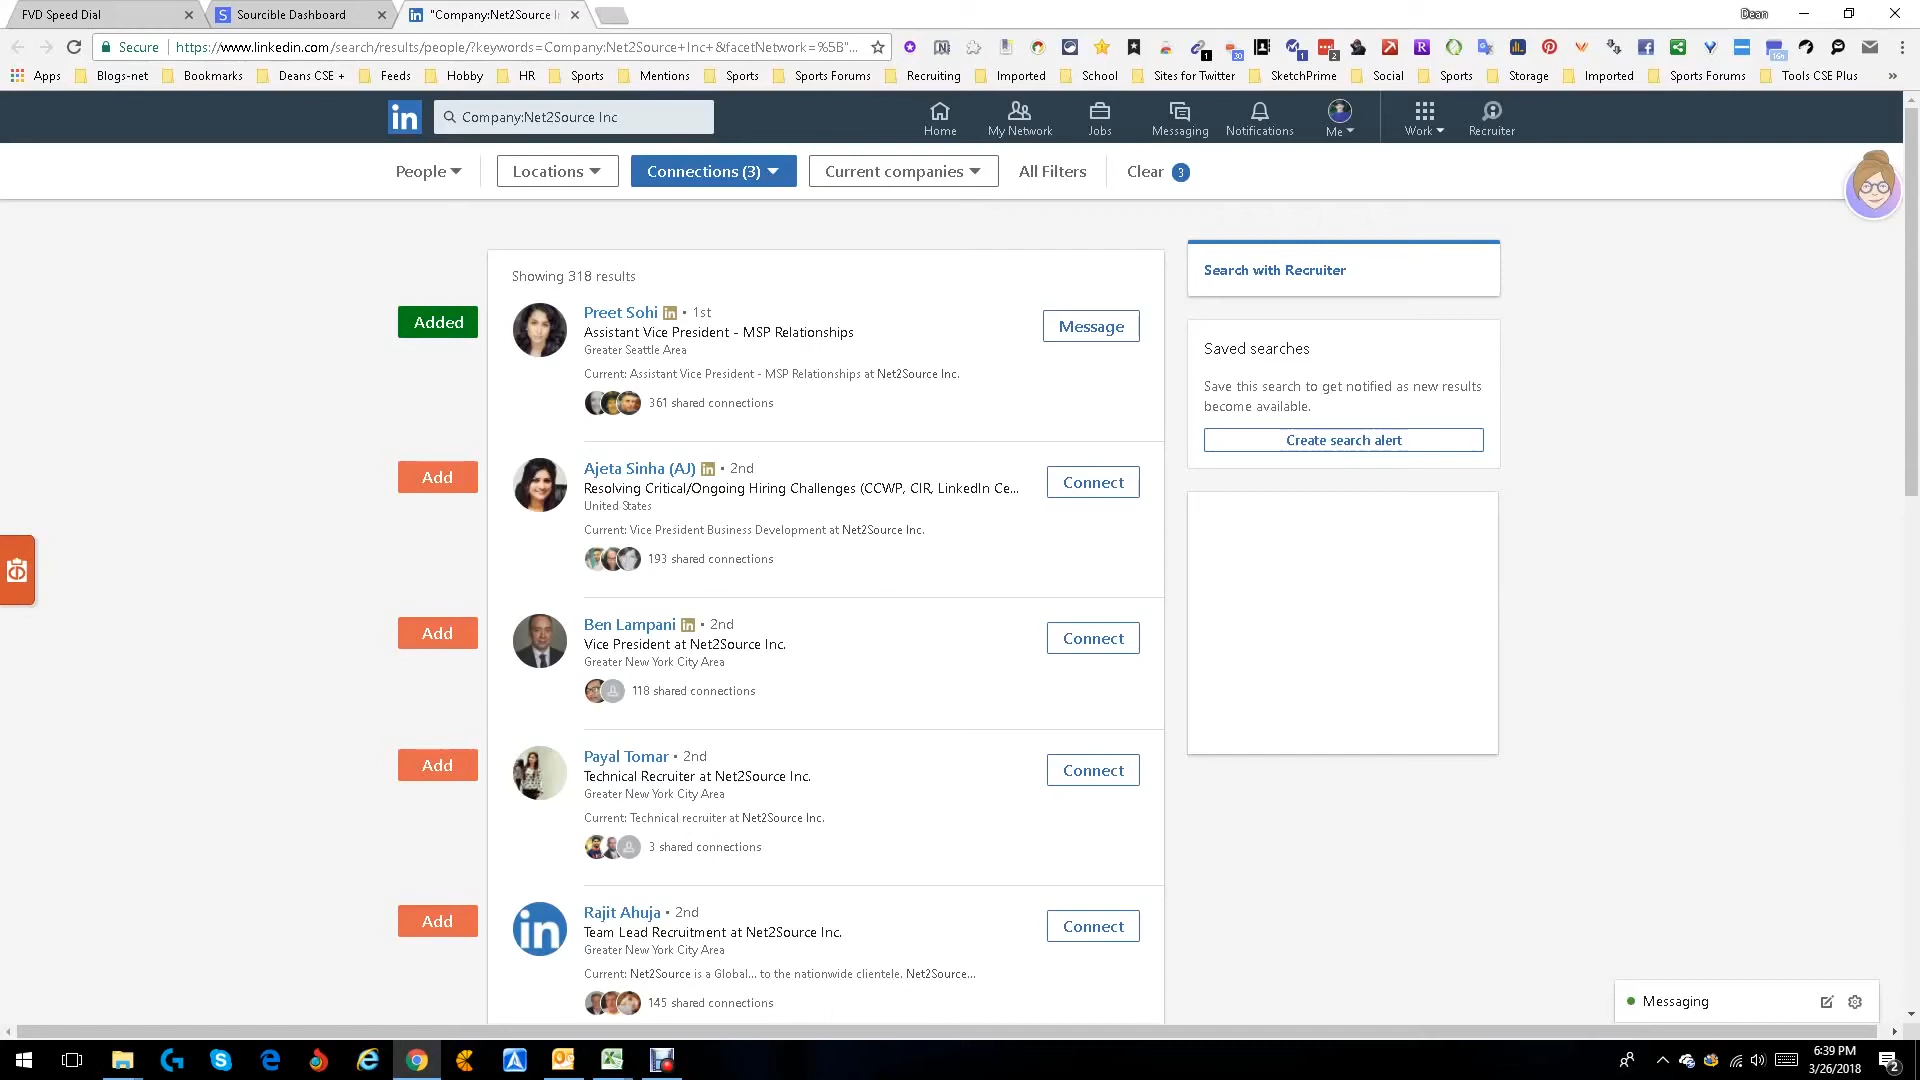 FVD Speed Dial
Sourcible Dashboard
"Company:Net2Source I
Dean
Secure
https://www.linkedin.com/search/results/people/?keywords=Company:Net2Source+Inc+&facetNetwork=%5B"...
Apps
Blogs-net
Bookmarks
Deans CSE +
Feeds
Hobby
HR
Sports
Mentions
Sports
Sports Forums
Recruiting
Imported
School
Sites for Twitter
SketchPrime
Social
Sports
Storage
Imported
Sports Forums
Tools CSE Plus
in
Company:Net2Source Inc
Home
My Network
Jobs
Messaging
Notifications
Me
Work
Recruiter
People
Locations
Connections (3)
Current companies
All Filters
Clear 3
Showing 318 results
Added
Preet Sohi in • 1st
Assistant Vice President - MSP Relationships
Greater Seattle Area
Current: Assistant Vice President - MSP Relationships at Net2Source Inc.
361 shared connections
Message
Add
Ajeta Sinha (AJ) in • 2nd
Resolving Critical/Ongoing Hiring Challenges (CCWP, CIR, LinkedIn Ce...
United States
Current: Vice President Business Development at Net2Source Inc.
193 shared connections
Connect
Add
Ben Lampani in • 2nd
Vice President at Net2Source Inc.
Greater New York City Area
118 shared connections
Connect
Add
Payal Tomar • 2nd
Technical Recruiter at Net2Source Inc.
Greater New York City Area
Current: Technical recruiter at Net2Source Inc.
3 shared connections
Connect
Add
in
Rajit Ahuja • 2nd
Team Lead Recruitment at Net2Source Inc.
Greater New York City Area
Current: Net2Source is a Global... to the nationwide clientele. Net2Source...
145 shared connections
Connect
Search with Recruiter
Saved searches
Save this search to get notified as new results
become available.
Create search alert
Messaging
6:39 PM
3/26/2018
2